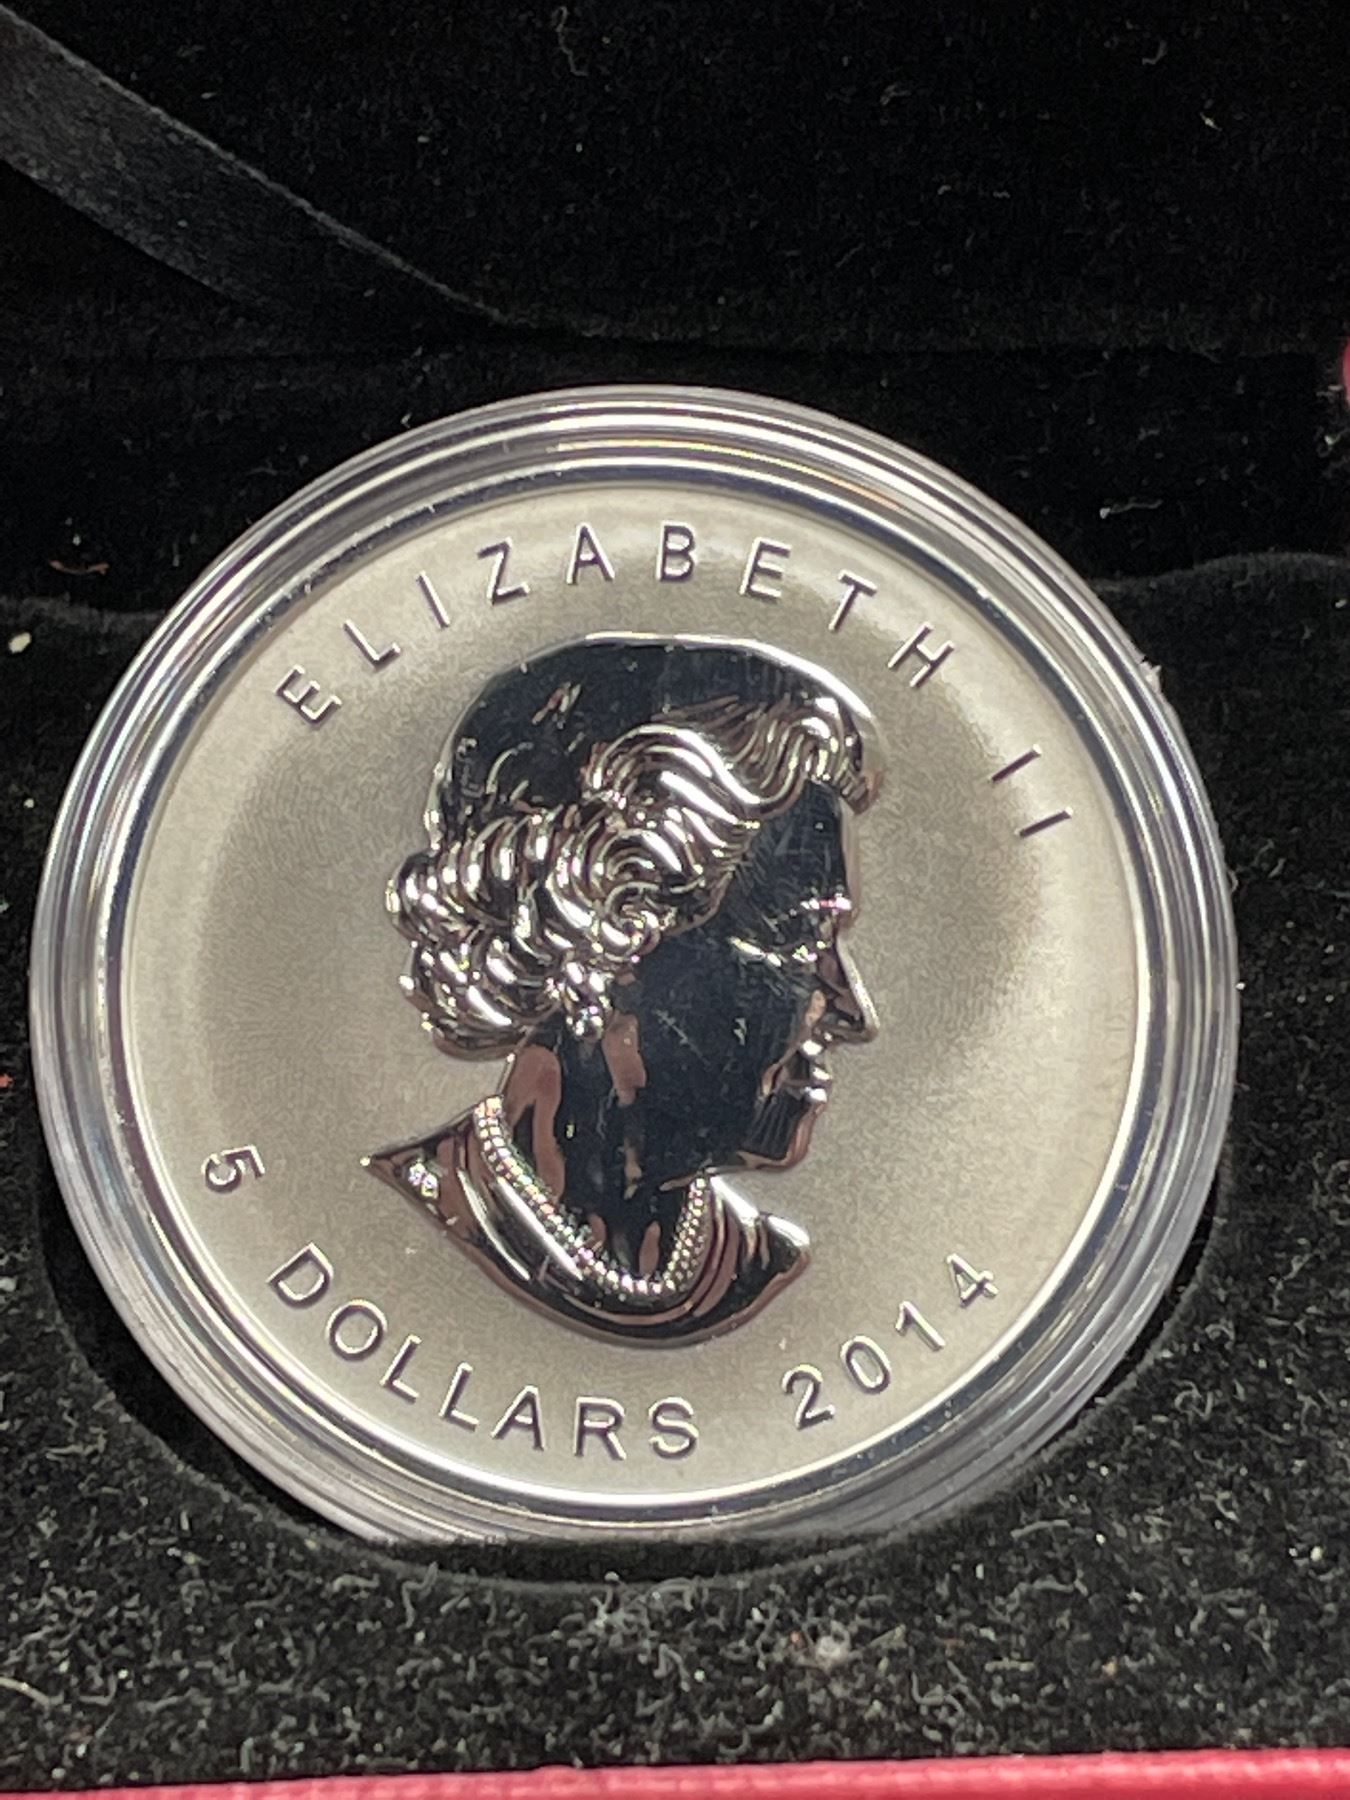 ELIZABETH II
5 DOLLARS 2014